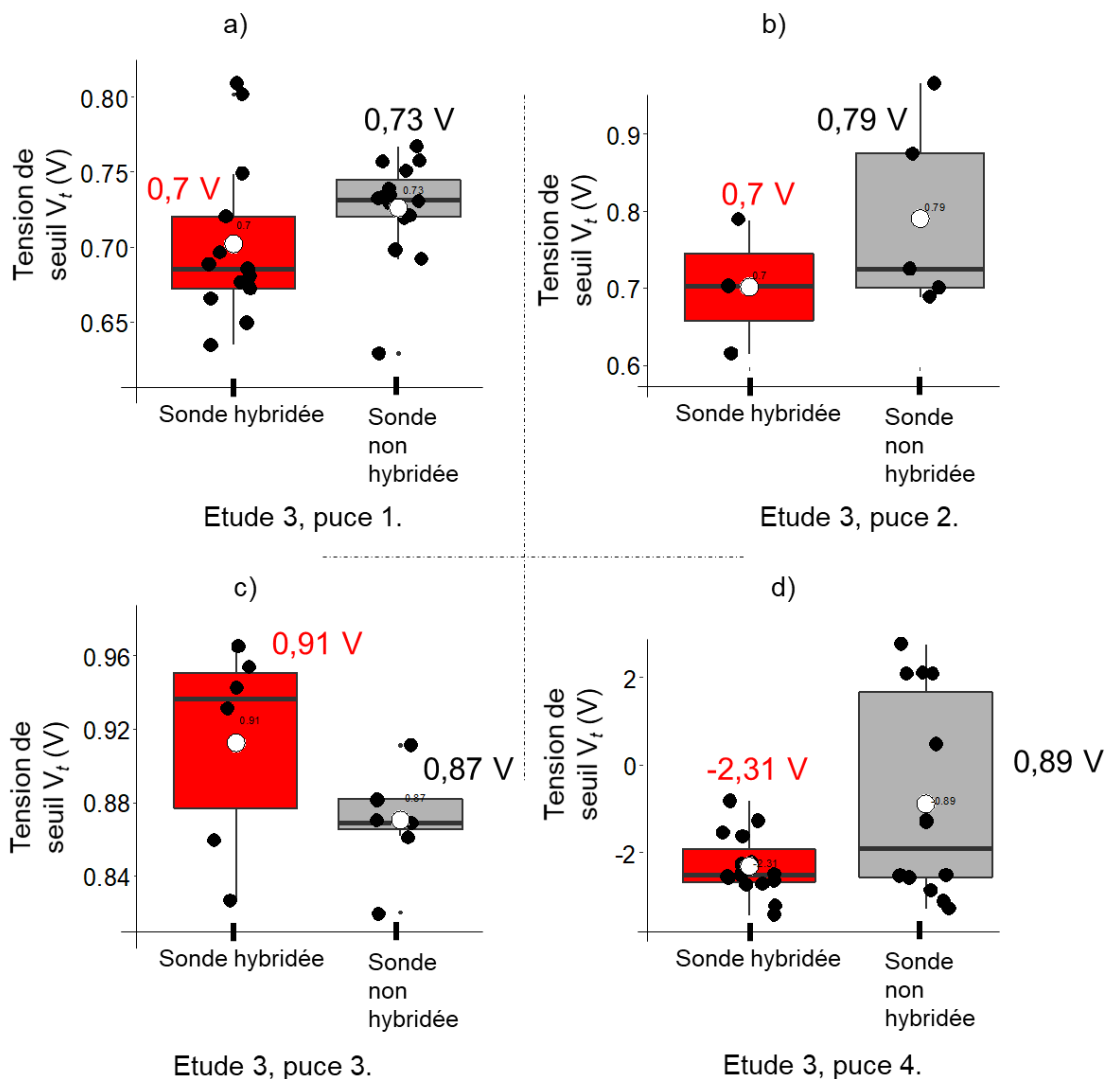 a)
0.80
0.75
0.70
0.65
Tension de
seuil Vt (V)
0,7 V
0.7
0,73 V
0.73
Sonde hybridée
Sonde
non
hybridée
Etude 3, puce 1.
b)
0.9
0.8
0.7
0.6
Tension de
seuil Vt (V)
0,7 V
0.7
0,79 V
0.79
Sonde hybridée
Sonde
non
hybridée
Etude 3, puce 2.
c)
0.96
0.92
0.88
0.84
Tension de
seuil Vt (V)
0,91 V
0.91
0,87 V
0.87
Sonde hybridée
Sonde
non
hybridée
Etude 3, puce 3.
d)
2
0
-2
Tension de
seuil Vt (V)
-2,31 V
-2.31
0,89 V
-0.89
Sonde hybridée
Sonde
non
hybridée
Etude 3, puce 4.